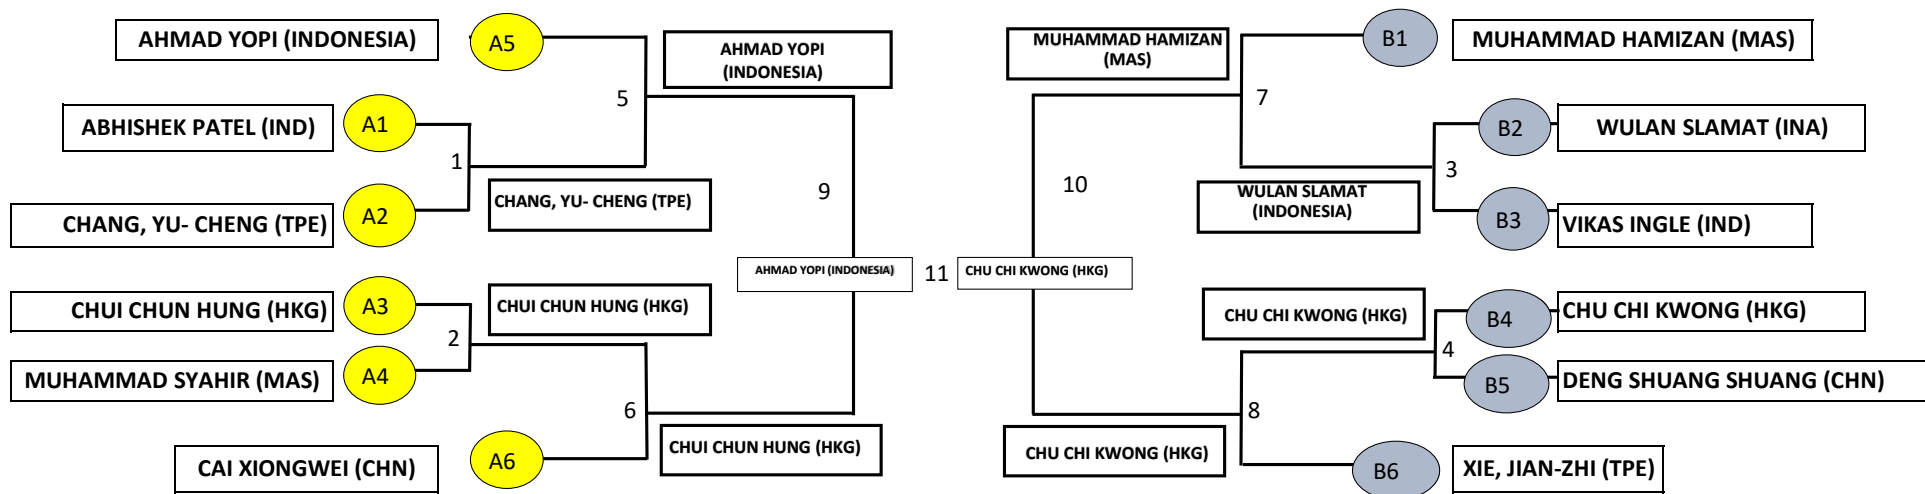 AHMAD YOPI (INDONESIA)
A5
AHMAD YOPI
(INDONESIA)
5
ABHISHEK PATEL (IND)
A1
1
CHANG, YU- CHENG (TPE)
A2
CHANG, YU- CHENG (TPE)
9
AHMAD YOPI (INDONESIA)
CHUI CHUN HUNG (HKG)
A3
CHUI CHUN HUNG (HKG)
2
MUHAMMAD SYAHIR (MAS)
A4
6
CHUI CHUN HUNG (HKG)
CAI XIONGWEI (CHN)
A6
11
MUHAMMAD HAMIZAN
(MAS)
B1
MUHAMMAD HAMIZAN (MAS)
7
B2
WULAN SLAMAT (INA)
10
3
WULAN SLAMAT
(INDONESIA)
B3
VIKAS INGLE (IND)
CHU CHI KWONG (HKG)
CHU CHI KWONG (HKG)
B4
CHU CHI KWONG (HKG)
4
B5
DENG SHUANG SHUANG (CHN)
8
CHU CHI KWONG (HKG)
B6
XIE, JIAN-ZHI (TPE)